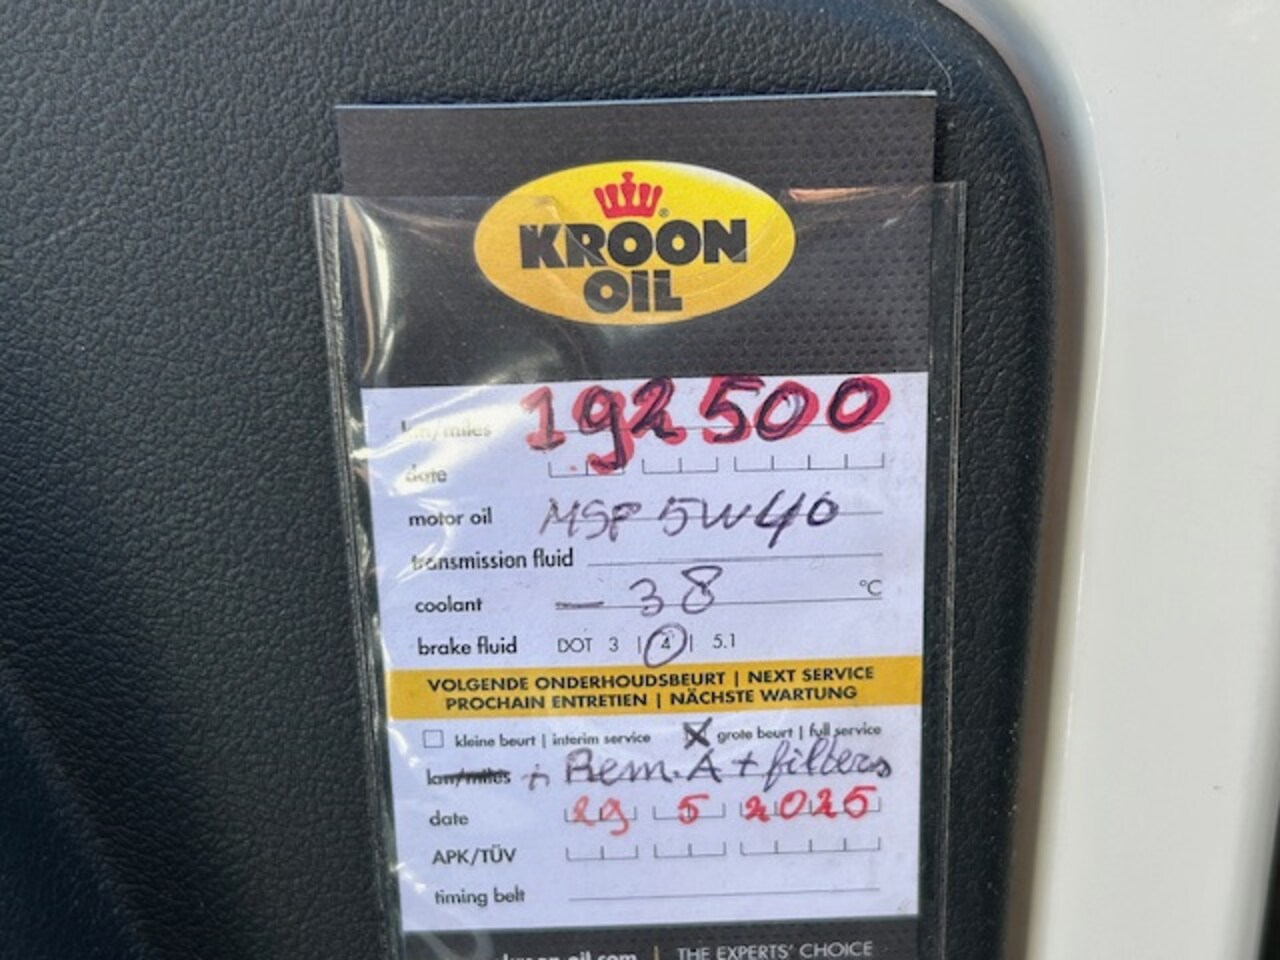 KROON
OIL
km/miles 192500
date
motor oil MSP 5W40
transmission fluid
coolant - 38 °C
brake fluid DOT 3 | 4 | 5.1
VOLGENDE ONDERHOUDSBEURT | NEXT SERVICE
PROCHAIN ENTRETIEN | NÄCHSTE WARTUNG
kleine beurt | interim service grote beurt | full service
km/miles + Rem. A + filters
date 29 5 2025
APK/TÜV
timing belt
kroon-oil.com | THE EXPERTS' CHOICE